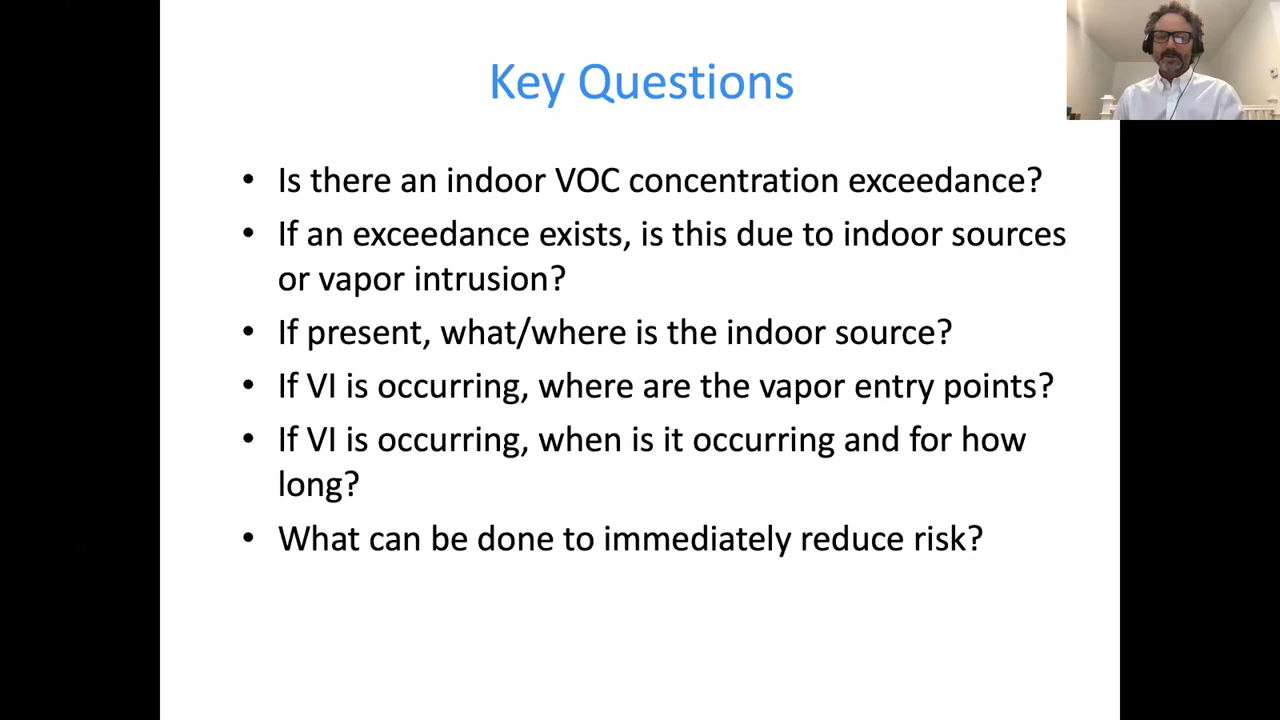 Key Questions
• Is there an indoor VOC concentration exceedance?
• If an exceedance exists, is this due to indoor sources
or vapor intrusion?
• If present, what/where is the indoor source?
• If VI is occurring, where are the vapor entry points?
• If VI is occurring, when is it occurring and for how
long?
• What can be done to immediately reduce risk?